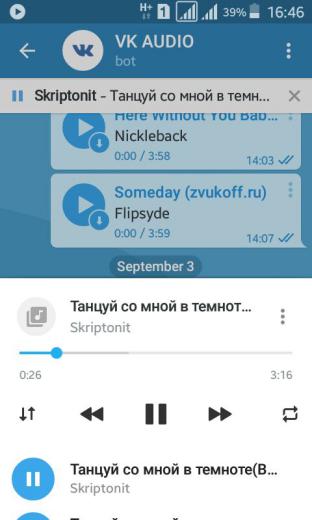 H+ 1 39% 16:46
VK AUDIO
bot
Skriptonit - Танцуй со мной в темн...
Here Without You Bab...
Nickleback
0:00 / 3:58
14:03
Someday (zvukoff.ru)
Flipsyde
0:00 / 3:59
14:07
September 3
Танцуй со мной в темнот...
Skriptonit
0:26
3:16
Танцуй со мной в темноте(В...
Skriptonit